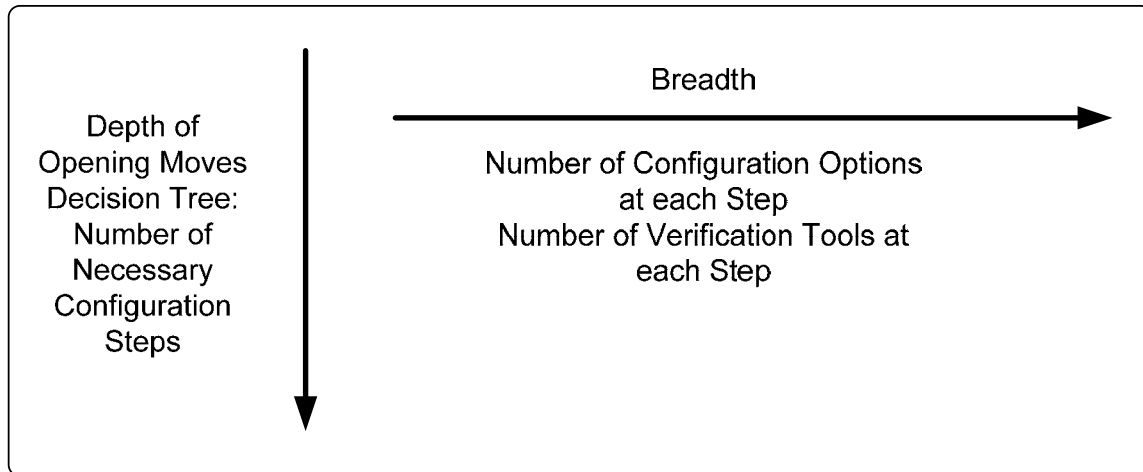 Depth of
Opening Moves
Decision Tree:
Number of
Necessary
Configuration
Steps
Breadth
Number of Configuration Options
at each Step
Number of Verification Tools at
each Step